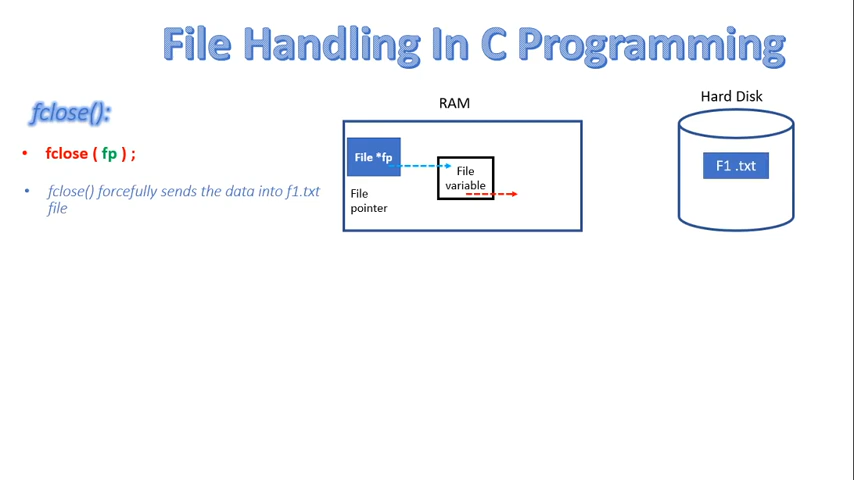 File Handling In C Programming
fclose():
• fclose ( fp ) ;
• fclose() forcefully sends the data into f1.txt
file
RAM
File *fp
File
pointer
File
variable
Hard Disk
F1 .txt